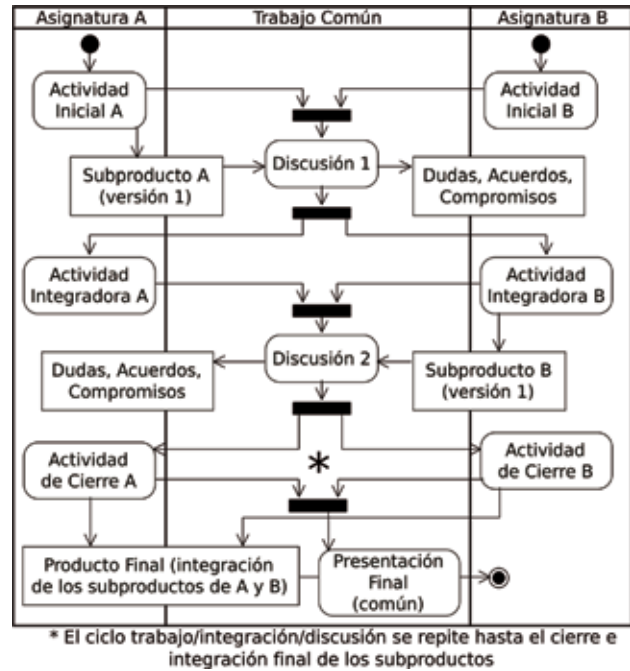 Asignatura A
Trabajo Común
Asignatura B
Actividad
Inicial A
Actividad
Inicial B
Subproducto A
(versión 1)
Discusión 1
Dudas, Acuerdos,
Compromisos
Actividad
Integradora A
Actividad
Integradora B
Dudas, Acuerdos,
Compromisos
Discusión 2
Subproducto B
(versión 1)
Actividad
de Cierre A
*
Actividad
de Cierre B
Producto Final (integración
de los subproductos de A y B)
Presentación
Final
(común)
* El ciclo trabajo/integración/discusión se repite hasta el cierre e
integración final de los subproductos